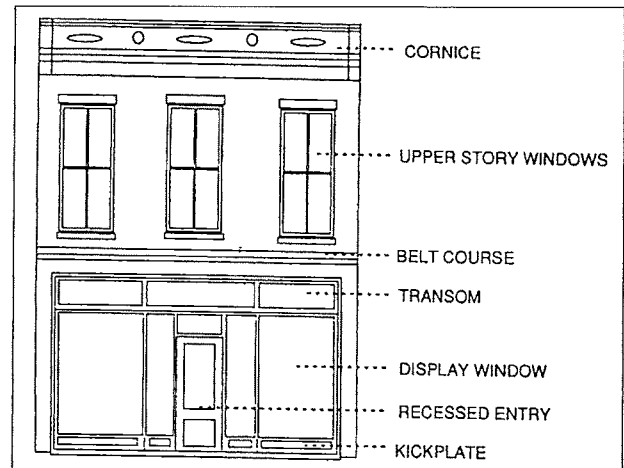 CORNICE
UPPER STORY WINDOWS
BELT COURSE
TRANSOM
DISPLAY WINDOW
RECESSED ENTRY
KICKPLATE